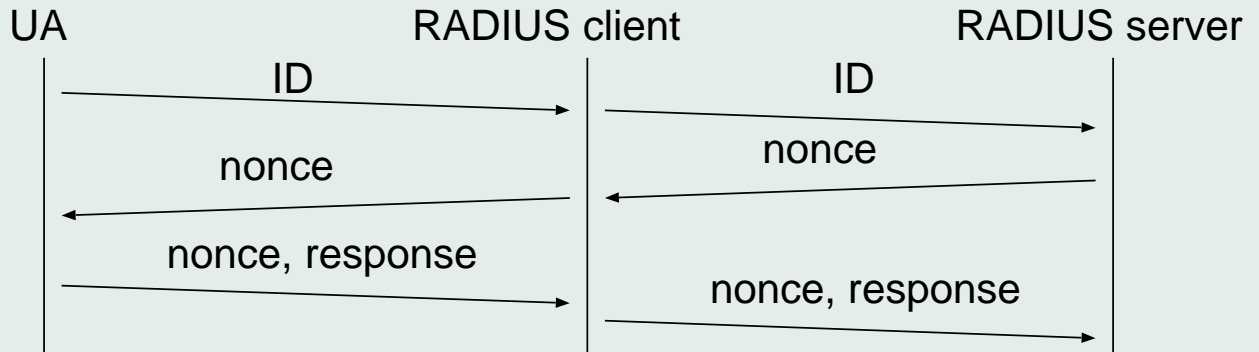 UA RADIUS client RADIUS server
ID ID
nonce
nonce
nonce, response
nonce, response